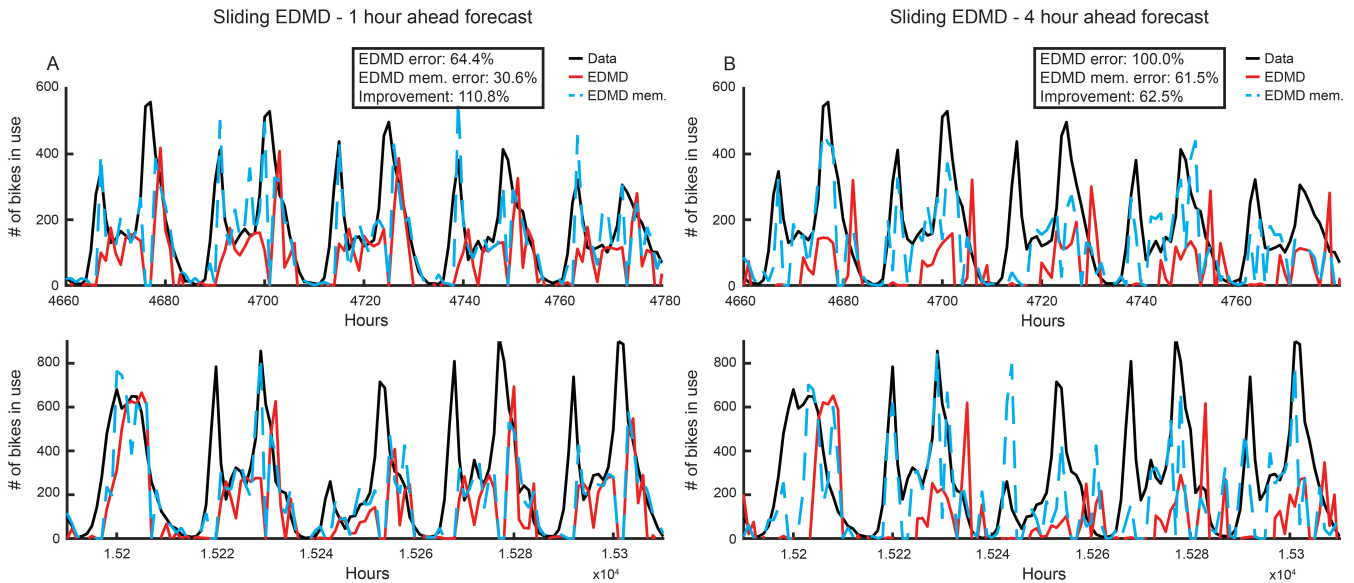 Sliding EDMD - 1 hour ahead forecast
A
EDMD error: 64.4%
EDMD mem. error: 30.6%
Improvement: 110.8%
Data
EDMD
EDMD mem.
# of bikes in use
600
400
200
0
4660
4680
4700
4720
4740
4760
4780
Hours
# of bikes in use
800
600
400
200
0
1.52
1.522
1.524
1.526
1.528
1.53
Hours
x10⁴
Sliding EDMD - 4 hour ahead forecast
B
EDMD error: 100.0%
EDMD mem. error: 61.5%
Improvement: 62.5%
Data
EDMD
EDMD mem.
# of bikes in use
600
400
200
0
4660
4680
4700
4720
4740
4760
Hours
# of bikes in use
800
600
400
200
0
1.52
1.522
1.524
1.526
1.528
1.53
Hours
x10⁴